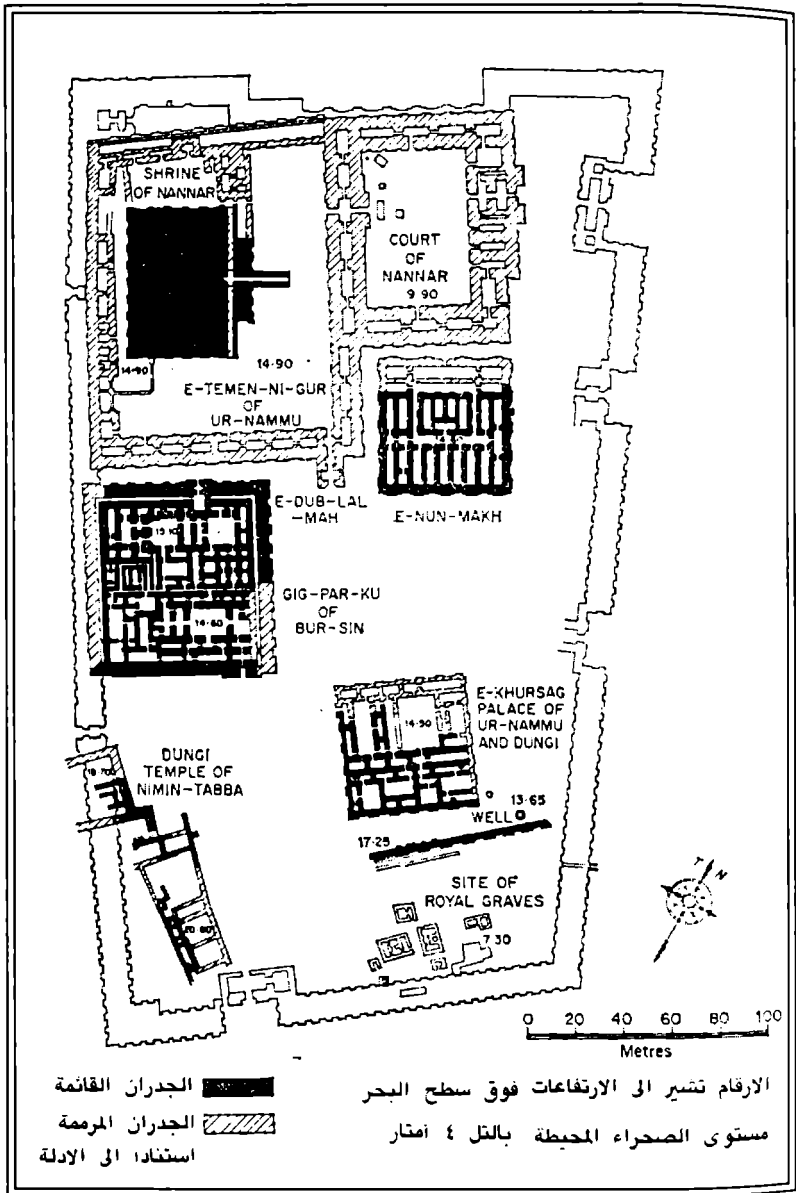 SHRINE
OF NANNAR
COURT
OF
NANNAR
9·90
14·90
14·90
E-TEMEN-NI-GUR
OF
UR-NAMMU
E-DUB-LAL
-MAH
E-NUN-MAKH
GIG-PAR-KU
OF
BUR-SIN
14·60
E-KHURSAG
PALACE OF
UR-NAMMU
AND DUNGI
14·90
DUNGI
TEMPLE OF
NIMIN-TABBA
13·65
WELL
17·25
SITE OF
ROYAL GRAVES
7·30
20·80
T N
0 20 40 60 80 100
Metres
الجدران القائمة
الجدران المرممة
استنادا الى الادلة
الارقام تشير الى الارتفاعات فوق سطح البحر
مستوى الصحراء المحيطة بالتل ٤ امتار